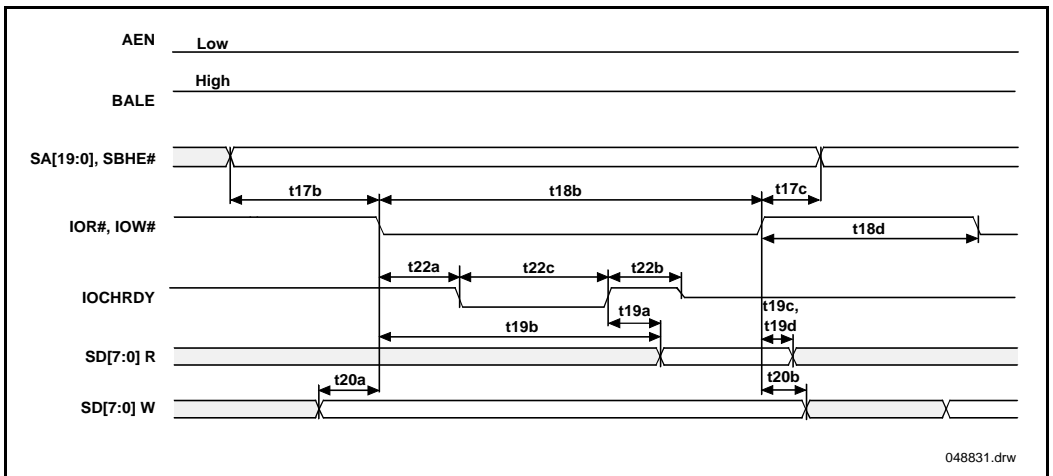 AEN
Low
High
BALE
SA[19:0], SBHE#
t17b
t18b
t17c
IOR#, IOW#
t18d
t22a
t22c
t22b
IOCHRDY
t19a
t19c,
t19b
t19d
SD[7:0] R
t20a
t20b
SD[7:0] W
048831.drw